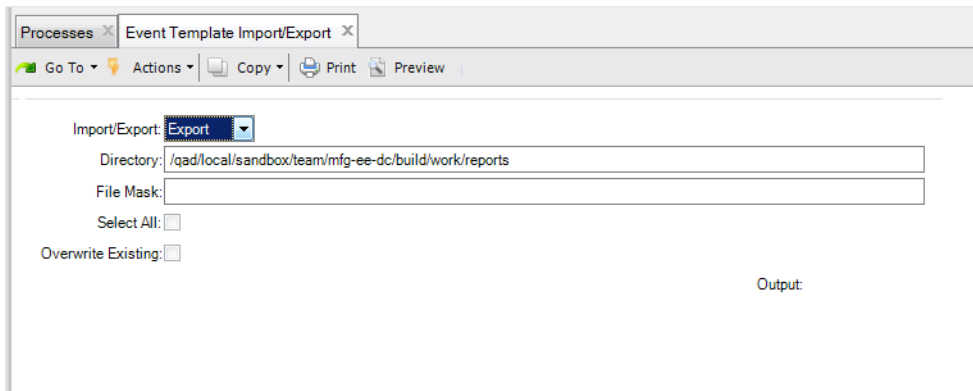 Processes Event Template Import/Export
Go To Actions Copy Print Preview
Import/Export: Export
Directory: /qad/local/sandbox/team/mfg-ee-dc/build/work/reports
File Mask:
Select All:
Overwrite Existing:
Output: